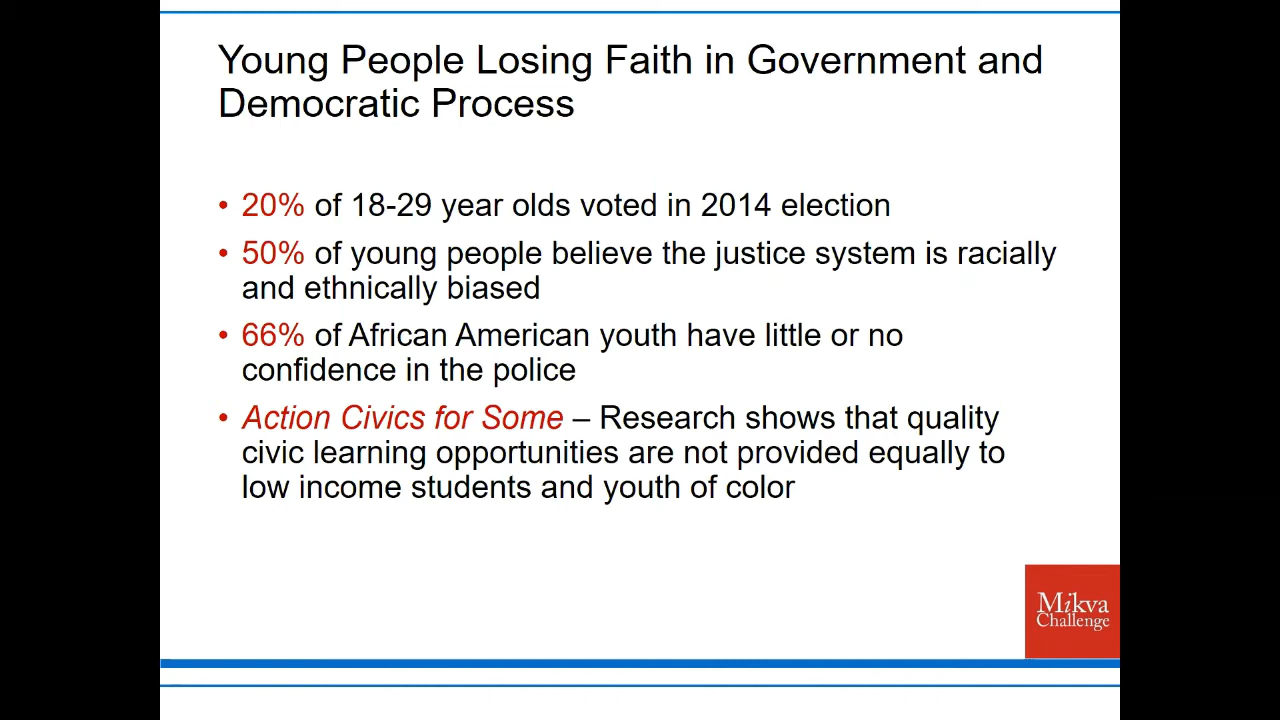 Young People Losing Faith in Government and
Democratic Process
• 20% of 18-29 year olds voted in 2014 election
• 50% of young people believe the justice system is racially
and ethnically biased
• 66% of African American youth have little or no
confidence in the police
• Action Civics for Some – Research shows that quality
civic learning opportunities are not provided equally to
low income students and youth of color
Mikva
Challenge